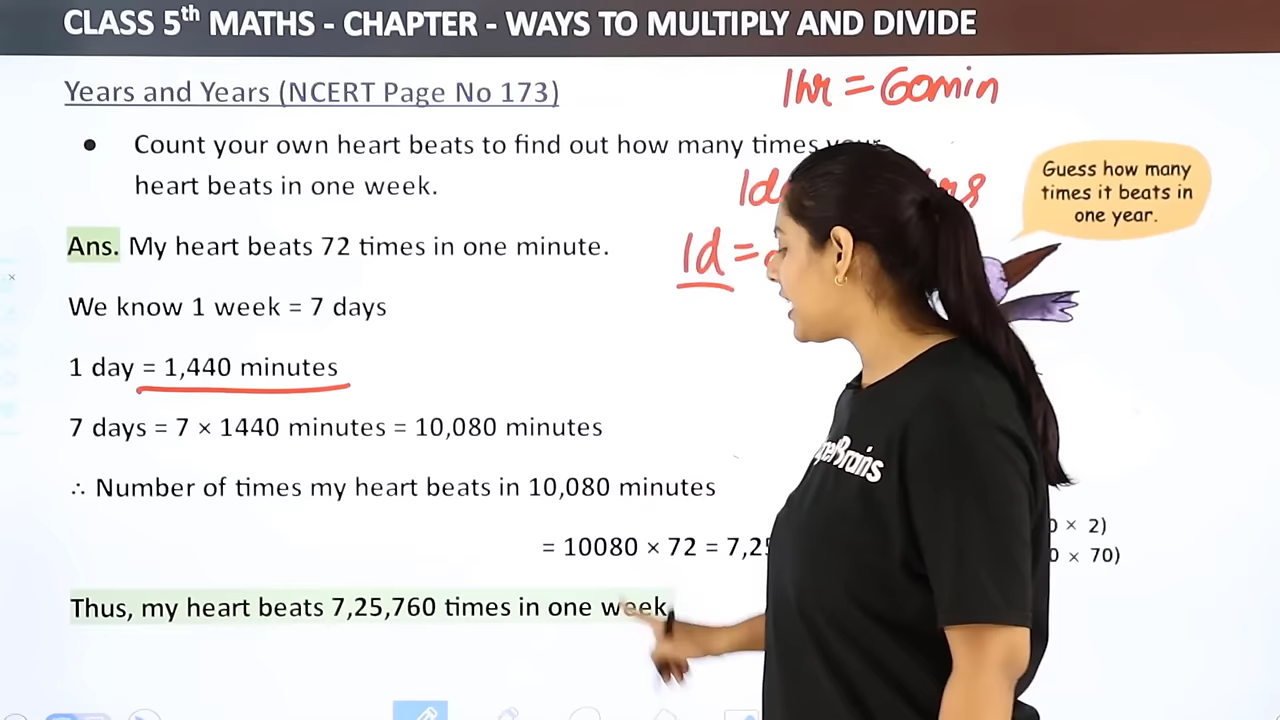 CLASS 5th MATHS - CHAPTER - WAYS TO MULTIPLY AND DIVIDE
Years and Years (NCERT Page No 173)
1hr = 60min
● Count your own heart beats to find out how many times
heart beats in one week.
Guess how many
times it beats in
one year.
Ans. My heart beats 72 times in one minute.
1d =
We know 1 week = 7 days
1 day = 1,440 minutes
7 days = 7 × 1440 minutes = 10,080 minutes
∴ Number of times my heart beats in 10,080 minutes
× 2)
= 10080 × 72 = 7,2
× 70)
Thus, my heart beats 7,25,760 times in one week